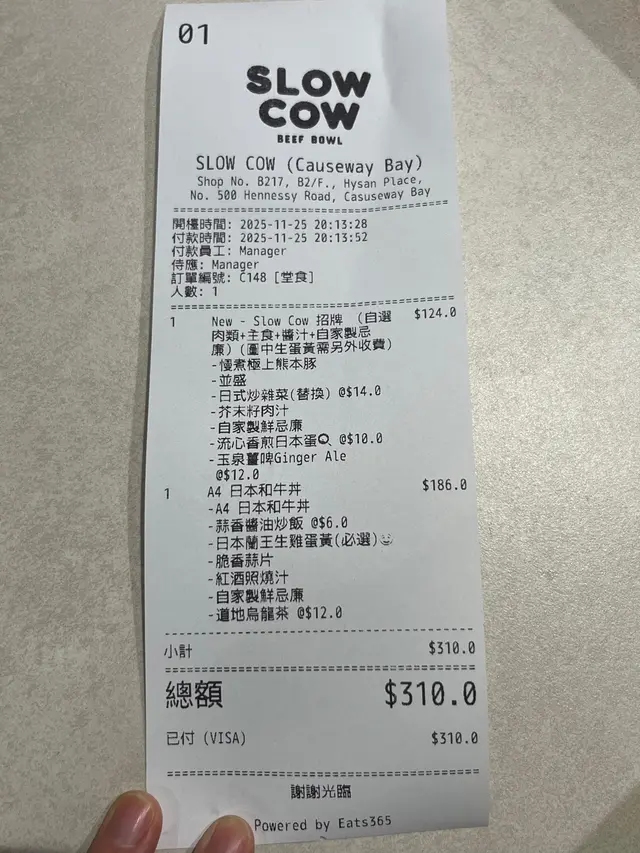 01
SLOW
COW
BEEF BOWL
SLOW COW (Causeway Bay)
Shop No. B217, B2/F., Hysan Place,
No. 500 Hennessy Road, Casuseway Bay
開檯時間: 2025-11-25 20:13:28
付款時間: 2025-11-25 20:13:52
付款員工: Manager
侍應: Manager
訂單編號: C148 [堂食]
人數: 1
1 New - Slow Cow 招牌 （自選 $124.0
肉類+主食+醬汁+自家製忌
廉）(圖中生蛋黃需另外收費)
-慢煮極上熊本豚
-並盛
-日式炒雜菜(替換) @$14.0
-芥末籽肉汁
-自家製鮮忌廉
-流心香煎日本蛋🍳 @$10.0
-玉泉薑啤Ginger Ale
@$12.0
1 A4 日本和牛丼 $186.0
-A4 日本和牛丼
-蒜香醬油炒飯 @$6.0
-日本蘭王生雞蛋黃(必選)
-脆香蒜片
-紅酒照燒汁
-自家製鮮忌廉
-道地烏龍茶 @$12.0
小計 $310.0
總額 $310.0
已付 (VISA) $310.0
謝謝光臨
Powered by Eats365